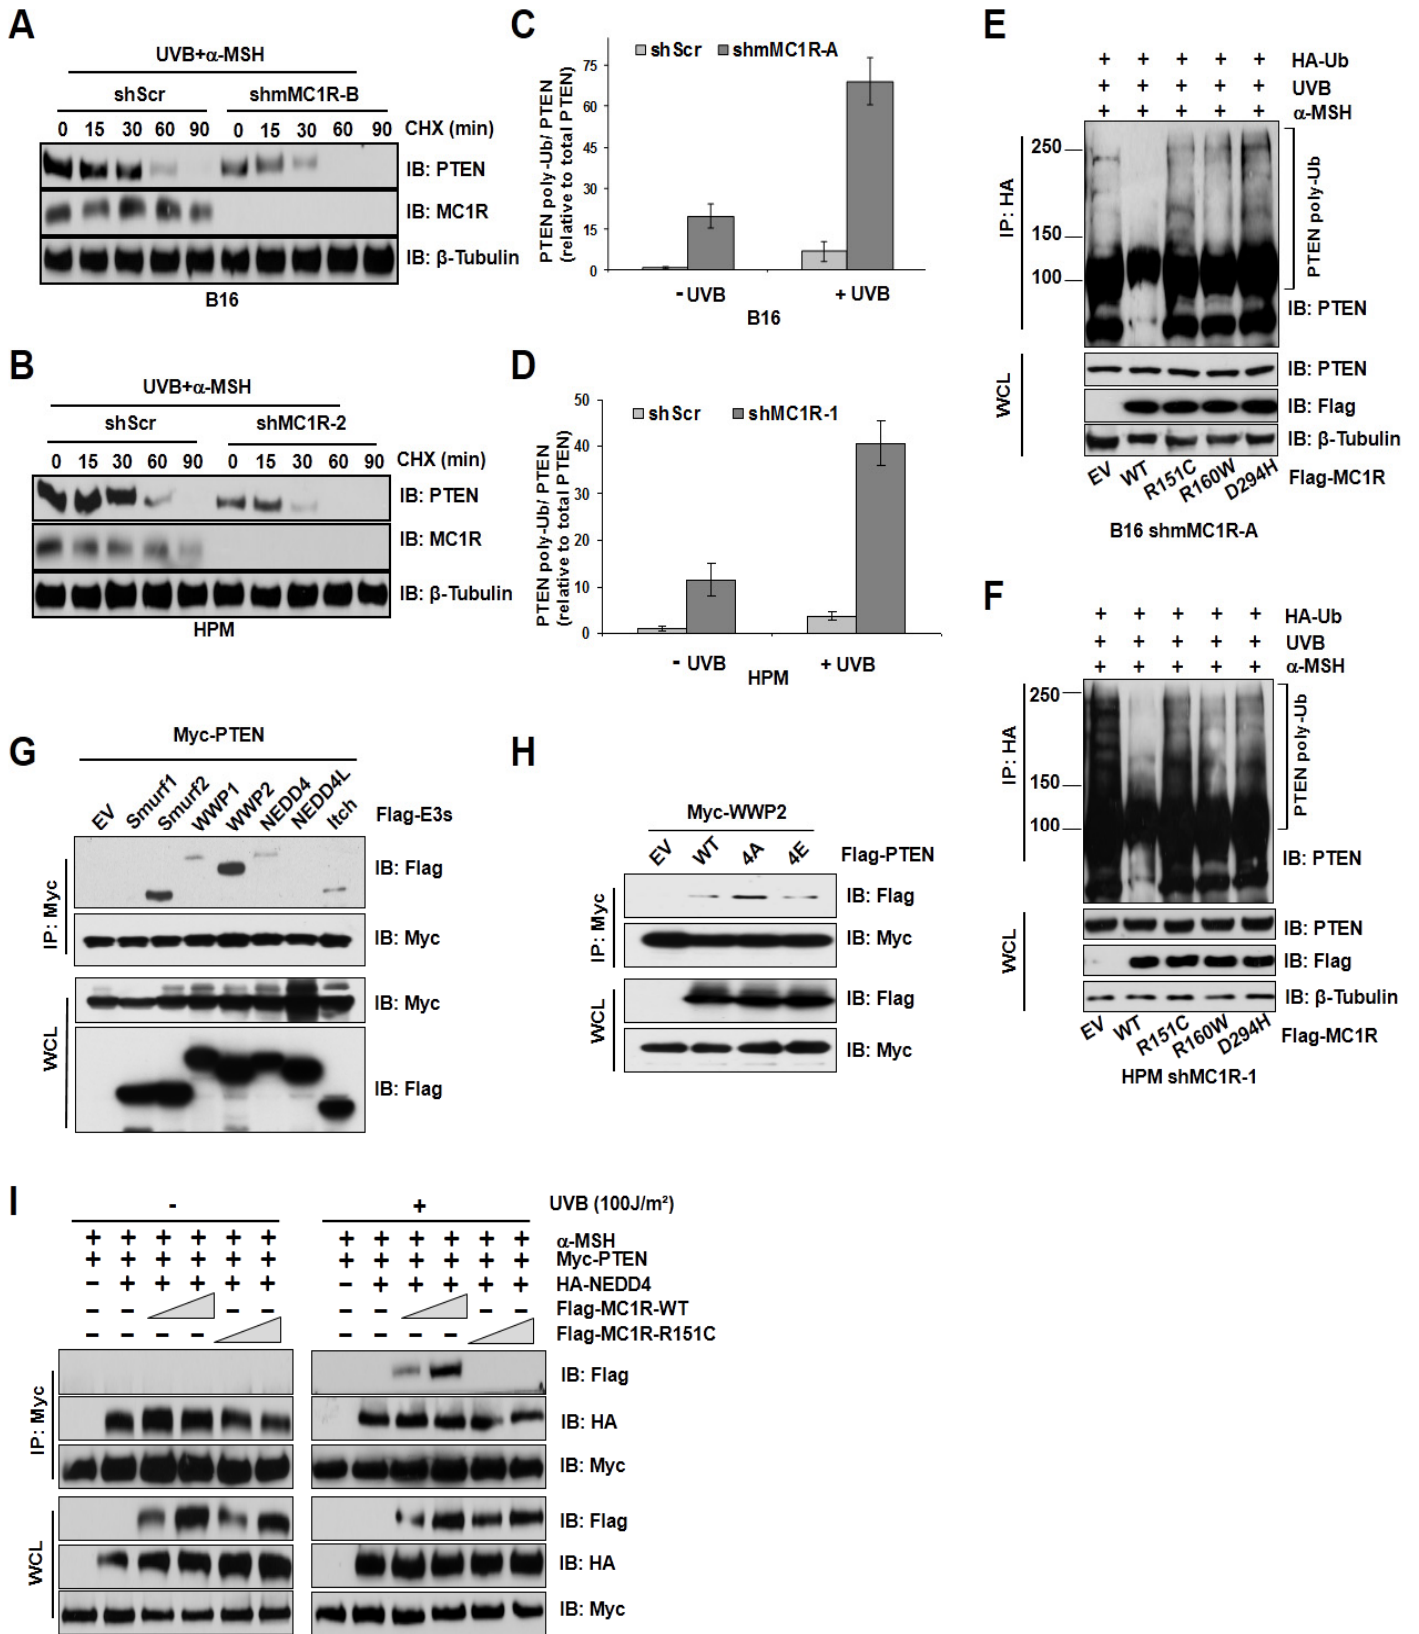 A
UVB+α-MSH
shScr shmMC1R-B
0 15 30 60 90 0 15 30 60 90 CHX (min)
IB: PTEN
IB: MC1R
IB: β-Tubulin
B16
B
UVB+α-MSH
shScr shMC1R-2
0 15 30 60 90 0 15 30 60 90 CHX (min)
IB: PTEN
IB: MC1R
IB: β-Tubulin
HPM
C
shScr shmMC1R-A
PTEN poly-Ub/ PTEN
(relative to total PTEN)
75
60
45
30
15
0
- UVB + UVB
B16
D
shScr shMC1R-1
PTEN poly-Ub/ PTEN
(relative to total PTEN)
50
40
30
20
10
0
- UVB + UVB
HPM
E
+ + + + + HA-Ub
+ + + + + UVB
+ + + + + α-MSH
IP: HA
250
150
100
PTEN poly-Ub
IB: PTEN
WCL
IB: PTEN
IB: Flag
IB: β-Tubulin
EV WT R151C R160W D294H Flag-MC1R
B16 shmMC1R-A
F
+ + + + + HA-Ub
+ + + + + UVB
+ + + + + α-MSH
IP: HA
250
150
100
PTEN poly-Ub
IB: PTEN
WCL
IB: PTEN
IB: Flag
IB: β-Tubulin
EV WT R151C R160W D294H Flag-MC1R
HPM shMC1R-1
G
Myc-PTEN
EV Smurf1 Smurf2 WWP1 WWP2 NEDD4 NEDD4L Itch Flag-E3s
IP: Myc
IB: Flag
IB: Myc
WCL
IB: Myc
IB: Flag
H
Myc-WWP2
EV WT 4A 4E Flag-PTEN
IP: Myc
IB: Flag
IB: Myc
WCL
IB: Flag
IB: Myc
I
- + UVB (100J/m²)
+ + + + + + + + + + + + α-MSH
+ + + + + + + + + + + + Myc-PTEN
- + + + + + - + + + + + HA-NEDD4
- - - - - - - - Flag-MC1R-WT
- - - - - - - - Flag-MC1R-R151C
IP: Myc
IB: Flag
IB: HA
IB: Myc
WCL
IB: Flag
IB: HA
IB: Myc